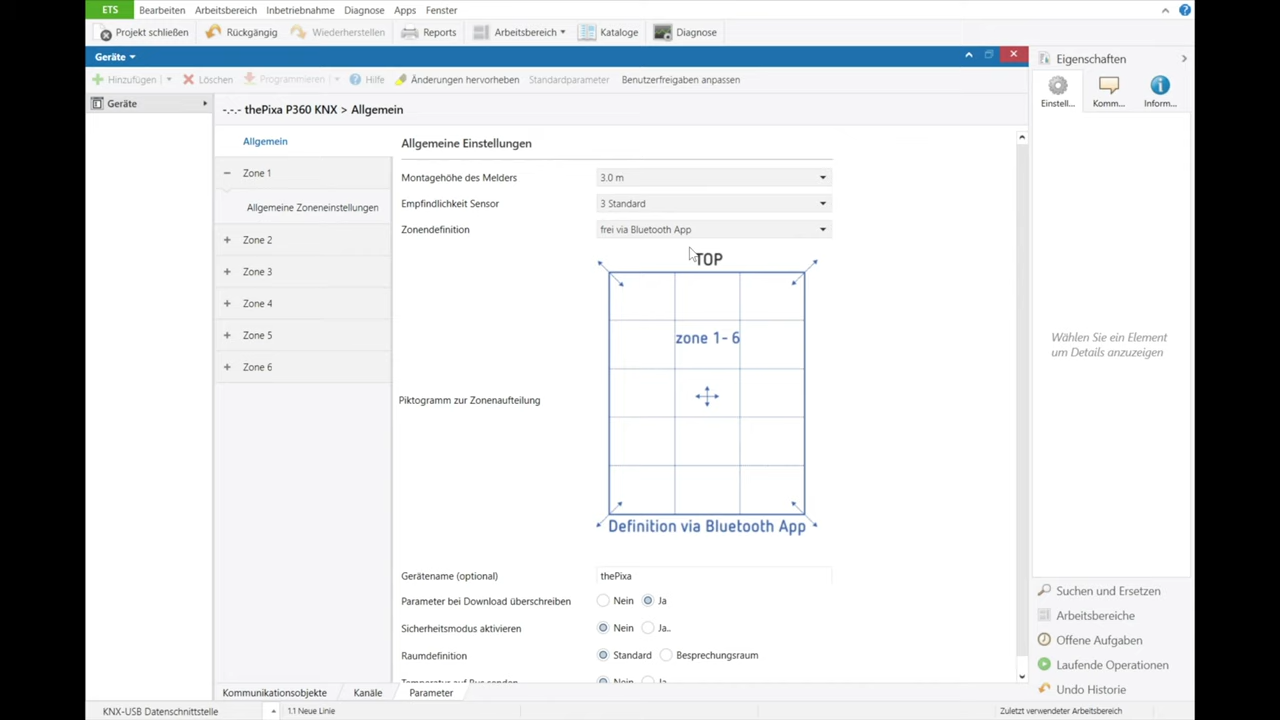 ETS Bearbeiten Arbeitsbereich Inbetriebnahme Diagnose Apps Fenster
Projekt schließen Rückgängig Wiederherstellen Reports Arbeitsbereich Kataloge Diagnose
Geräte
Hinzufügen Löschen Programmieren Hilfe Änderungen hervorheben Standardparameter Benutzerfreigaben anpassen
Geräte
-.-.- thePixa P360 KNX > Allgemein
Allgemein
Zone 1
Allgemeine Zoneneinstellungen
Zone 2
Zone 3
Zone 4
Zone 5
Zone 6
Allgemeine Einstellungen
Montagehöhe des Melders 3.0 m
Empfindlichkeit Sensor 3 Standard
Zonendefinition frei via Bluetooth App
TOP
zone 1- 6
Piktogramm zur Zonenaufteilung
Definition via Bluetooth App
Gerätename (optional) thePixa
Parameter bei Download überschreiben Nein Ja
Sicherheitsmodus aktivieren Nein Ja..
Raumdefinition Standard Besprechungsraum
Temperatur auf Bus senden Nein Ja
Kommunikationsobjekte Kanäle Parameter
Eigenschaften
Einstell... Komm... Inform...
Wählen Sie ein Element
um Details anzuzeigen
Suchen und Ersetzen
Arbeitsbereiche
Offene Aufgaben
Laufende Operationen
Undo Historie
KNX-USB Datenschnittstelle 1.1 Neue Linie Zuletzt verwendeter Arbeitsbereich